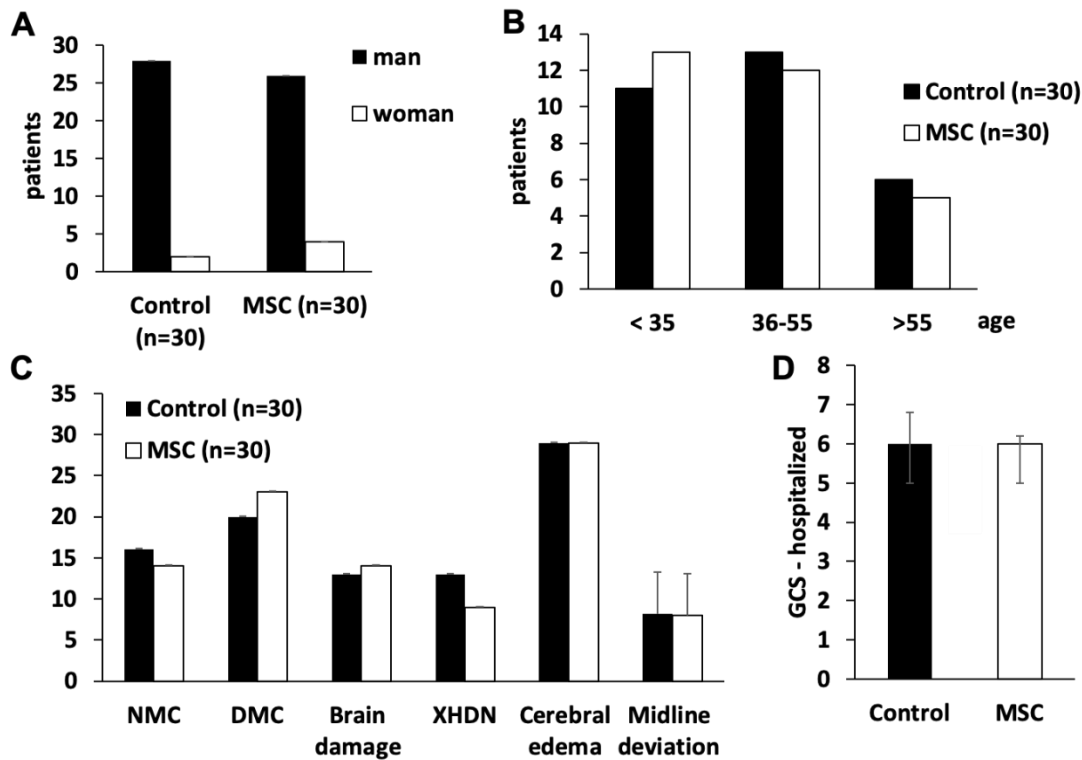 A
30
25
20
15
10
5
0
patients
man
woman
Control
(n=30)
MSC (n=30)
B
14
12
10
8
6
4
2
0
patients
Control (n=30)
MSC (n=30)
< 35
36-55
>55
age
C
35
30
25
20
15
10
5
0
Control (n=30)
MSC (n=30)
NMC
DMC
Brain
damage
XHDN
Cerebral
edema
Midline
deviation
D
8
7
6
5
4
3
2
1
0
GCS - hospitalized
Control
MSC